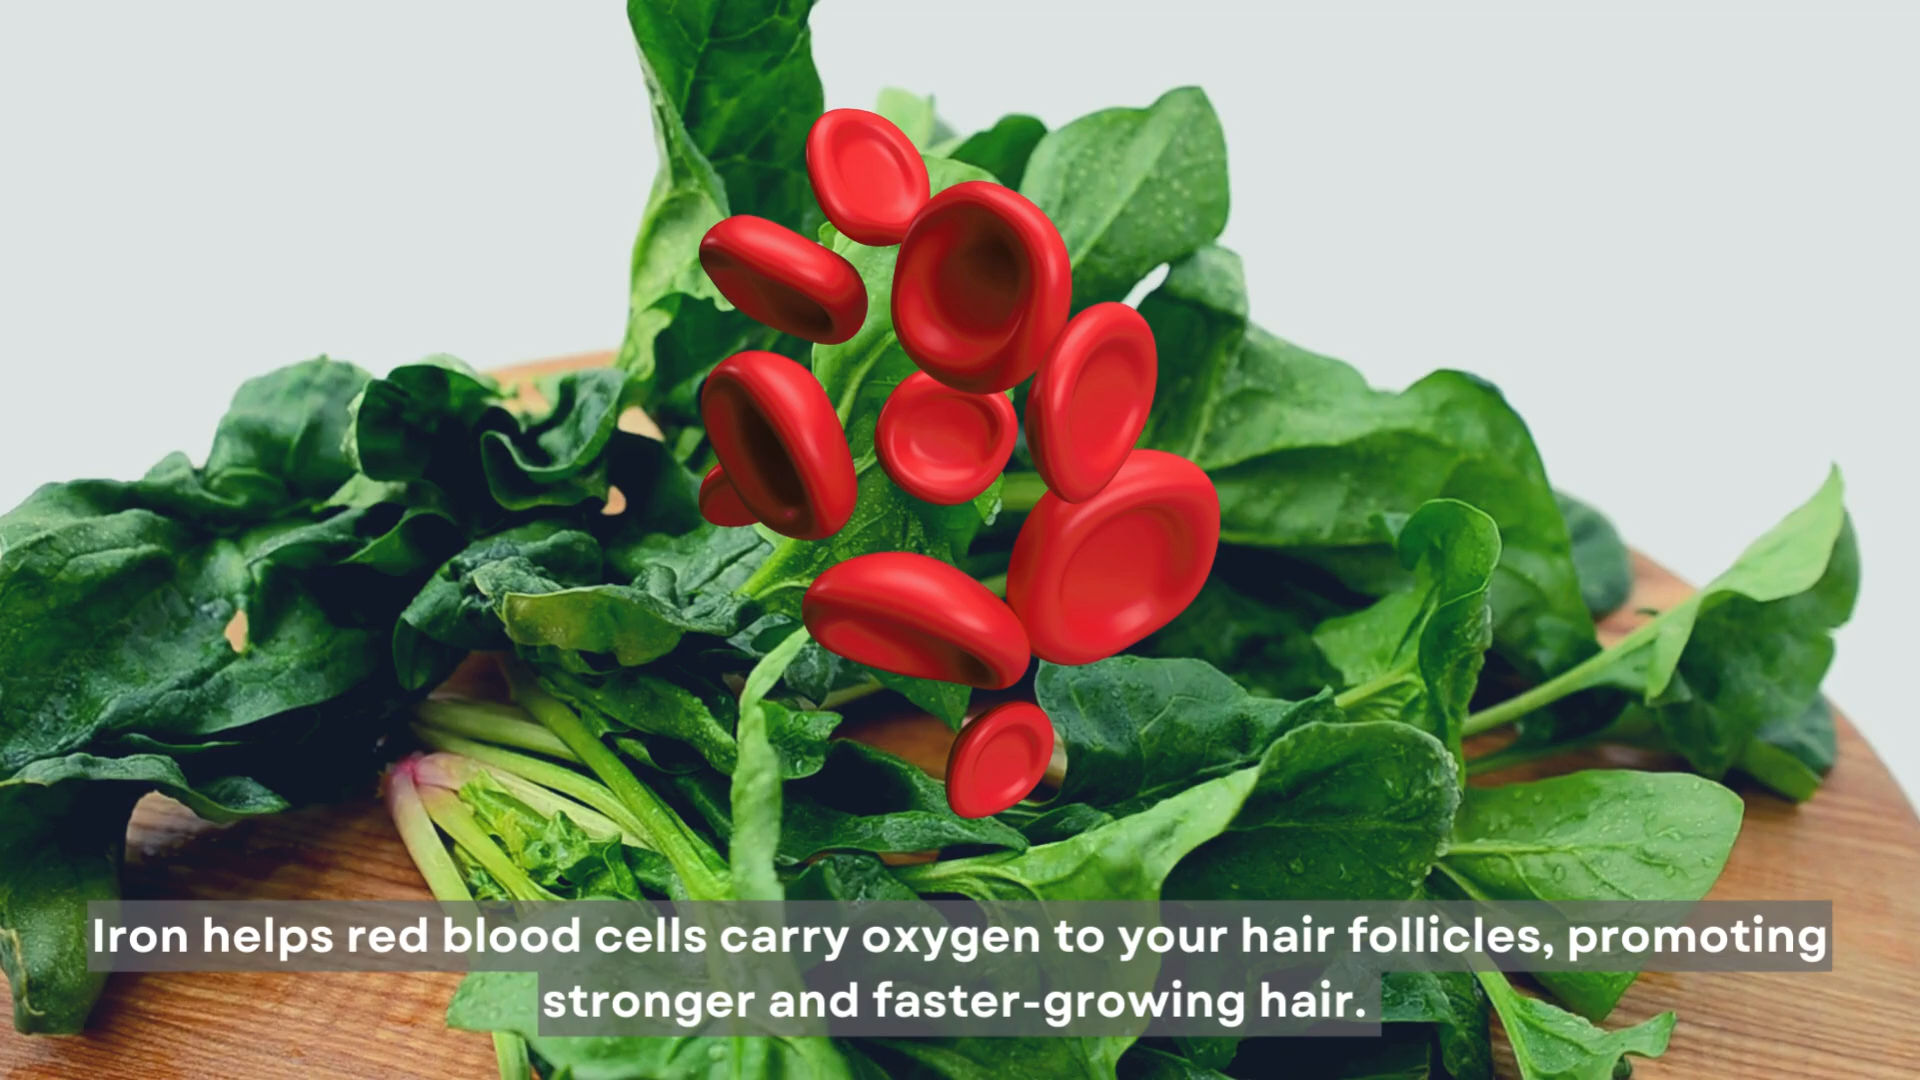 Iron helps red blood cells carry oxygen to your hair follicles, promoting
stronger and faster-growing hair.